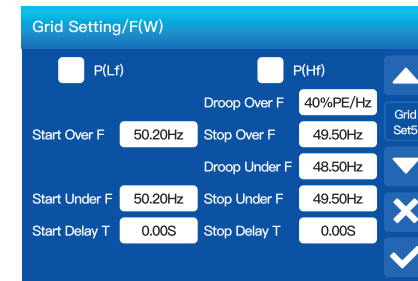 Grid Setting/F(W)
P(Lf) P(Hf)
Droop Over F 40%PE/Hz
Grid
Set5
Start Over F 50.20Hz Stop Over F 49.50Hz
Droop Under F 48.50Hz
Start Under F 50.20Hz Stop Under F 49.50Hz
Start Delay T 0.00S Stop Delay T 0.00S